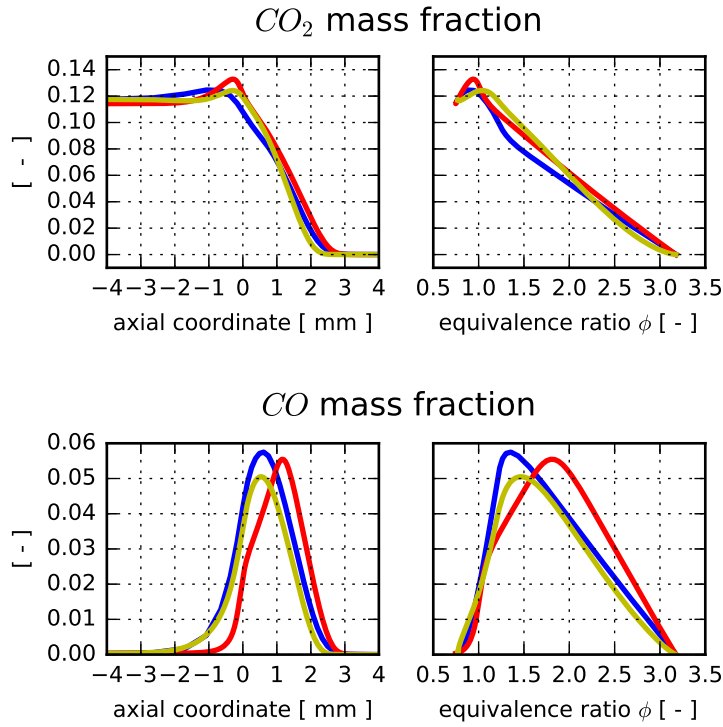 CO₂ mass fraction
0.14
0.12
0.10
0.08
0.06
0.04
0.02
0.00
[ - ]
−4 −3 −2 −1 0 1 2 3 4
axial coordinate [ mm ]
0.5 1.0 1.5 2.0 2.5 3.0 3.5
equivalence ratio ϕ [ - ]
CO mass fraction
0.06
0.05
0.04
0.03
0.02
0.01
0.00
[ - ]
−4 −3 −2 −1 0 1 2 3 4
axial coordinate [ mm ]
0.5 1.0 1.5 2.0 2.5 3.0 3.5
equivalence ratio ϕ [ - ]